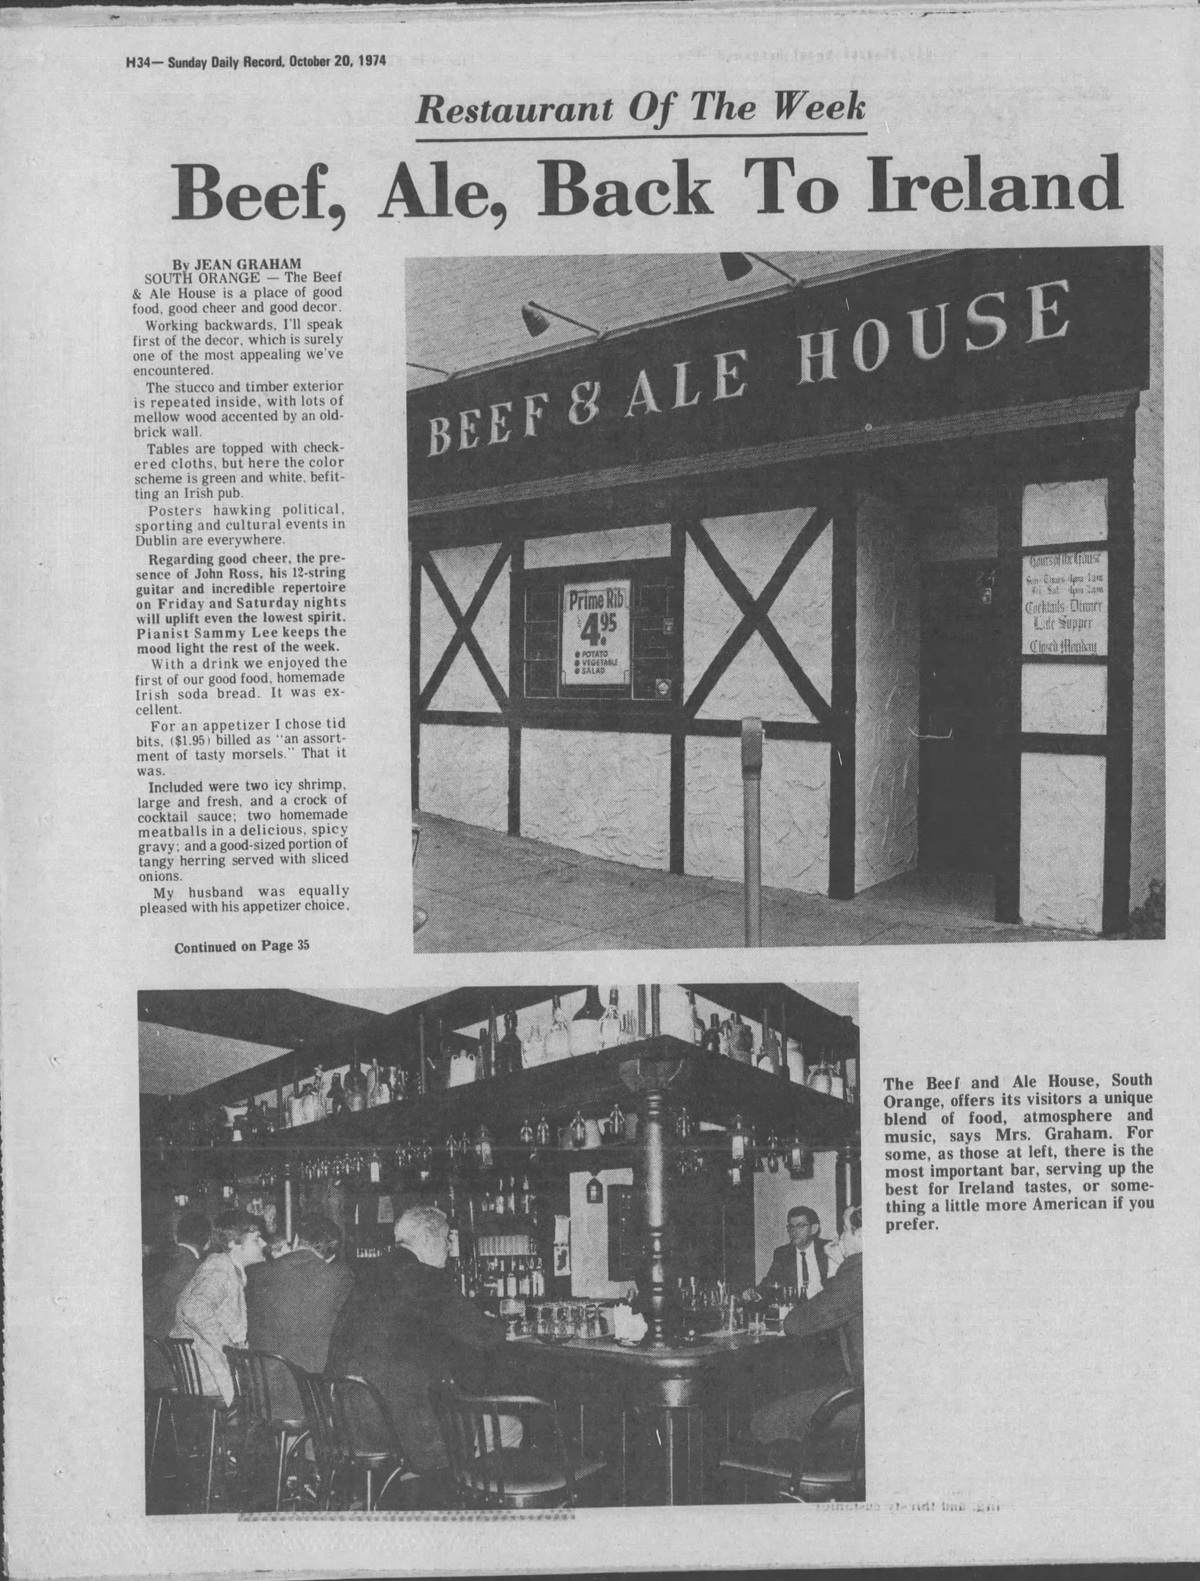 H34— Sunday Daily Record, October 20, 1974
Restaurant Of The Week
Beef, Ale, Back To Ireland
By JEAN GRAHAM
SOUTH ORANGE — The Beef
& Ale House is a place of good
food, good cheer and good decor.
Working backwards, I'll speak
first of the decor, which is surely
one of the most appealing we've
encountered.
The stucco and timber exterior
is repeated inside, with lots of
mellow wood accented by an old-
brick wall.
Tables are topped with check-
ered cloths, but here the color
scheme is green and white, befit-
ting an Irish pub.
Posters hawking political,
sporting and cultural events in
Dublin are everywhere.
Regarding good cheer, the pre-
sence of John Ross, his 12-string
guitar and incredible repertoire
on Friday and Saturday nights
will uplift even the lowest spirit.
Pianist Sammy Lee keeps the
mood light the rest of the week.
With a drink we enjoyed the
first of our good food, homemade
Irish soda bread. It was ex-
cellent.
For an appetizer I chose tid
bits, ($1.95) billed as "an assort-
ment of tasty morsels." That it
was.
Included were two icy shrimp,
large and fresh, and a crock of
cocktail sauce; two homemade
meatballs in a delicious, spicy
gravy; and a good-sized portion of
tangy herring served with sliced
onions.
My husband was equally
pleased with his appetizer choice,
Continued on Page 35
BEEF & ALE HOUSE
Prime Rib
$4.95
• POTATO
• VEGETABLE
• SALAD
24
Hours of the House
Sun Thurs 4pm 1am
Fri Sat 4pm 2am
Cocktails Dinner
Late Supper
Closed Monday
The Beef and Ale House, South
Orange, offers its visitors a unique
blend of food, atmosphere and
music, says Mrs. Graham. For
some, as those at left, there is the
most important bar, serving up the
best for Ireland tastes, or some-
thing a little more American if you
prefer.